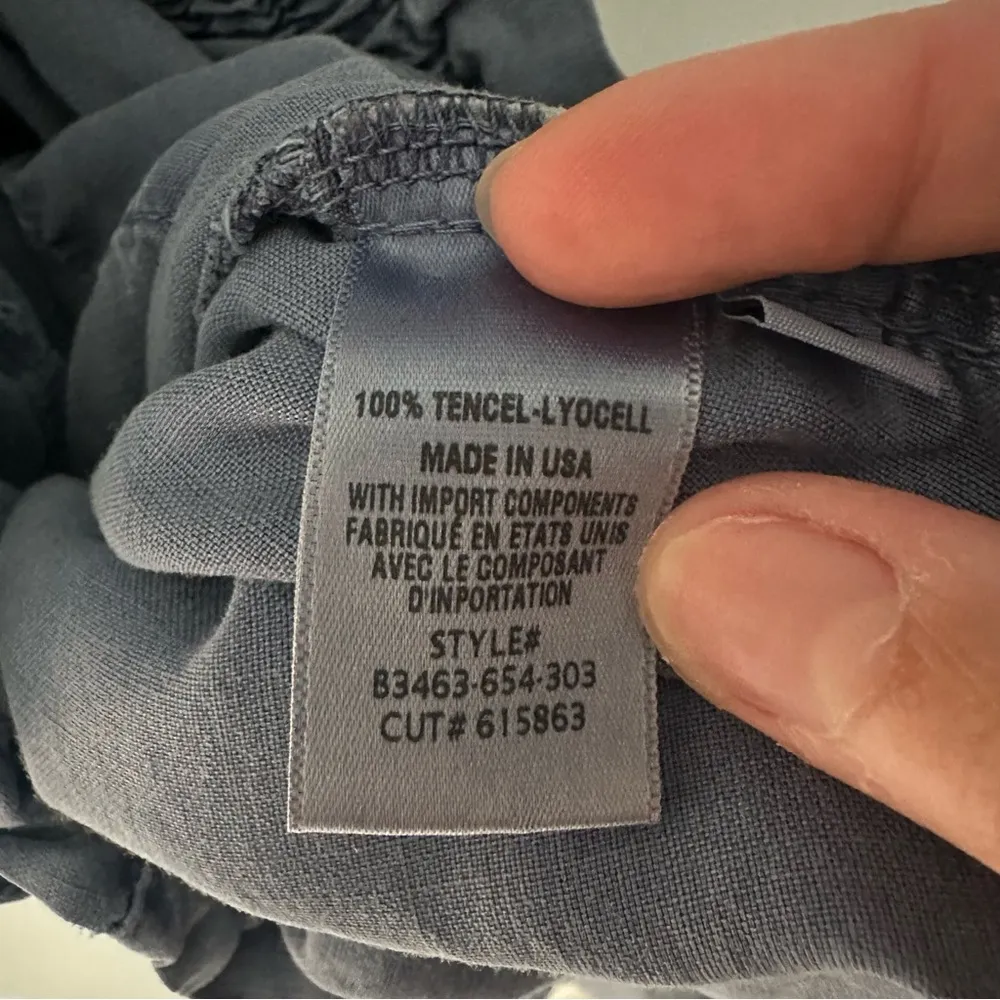 100% TENCEL-LYOCELL
MADE IN USA
WITH IMPORT COMPONENTS
FABRIQUÉ EN ETATS UNIS
AVEC LE COMPOSANT
D'INPORTATION
STYLE#
B3463-654-303
CUT# 615863